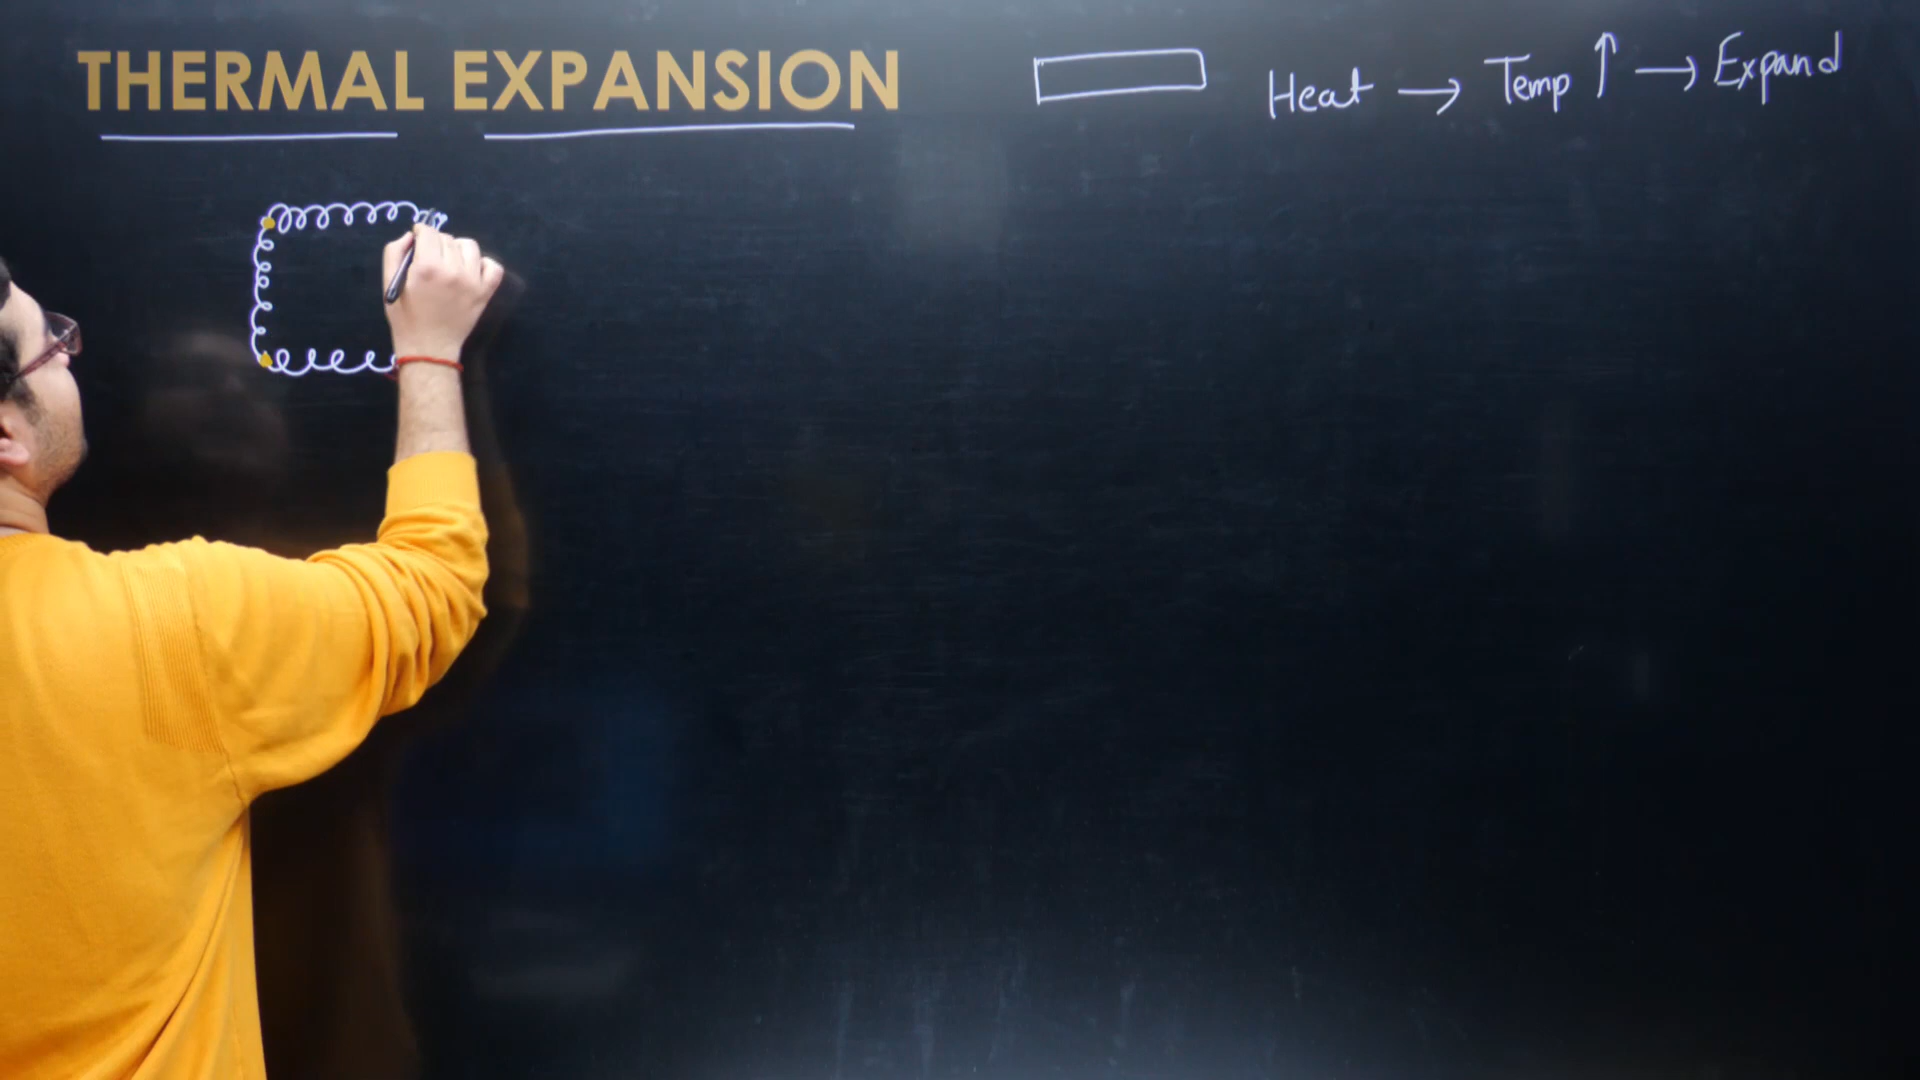 THERMAL EXPANSION
Heat → Temp ↑ → Expand